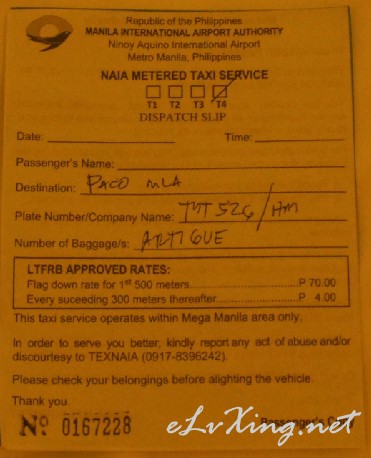 Republic of the Philippines
MANILA INTERNATIONAL AIRPORT AUTHORITY
Ninoy Aquino International Airport
Metro Manila, Philippines
NAIA METERED TAXI SERVICE
T1 T2 T3 T4
DISPATCH SLIP
Date: Time:
Passenger's Name:
Destination: PACO MLA
Plate Number/Company Name: TYT 526/HM
Number of Baggage/s: ARTIGUE
LTFRB APPROVED RATES:
Flag down rate for 1st 500 meters P 70.00
Every suceeding 300 meters thereafter P 4.00
This taxi service operates within Mega Manila area only.
In order to serve you better, kindly report any act of abuse and/or
discourtesy to TEXNAIA (0917-8396242).
Please check your belongings before alighting the vehicle.
Thank you.
Nº 0167228 Passenger's Copy
eLvXing.net